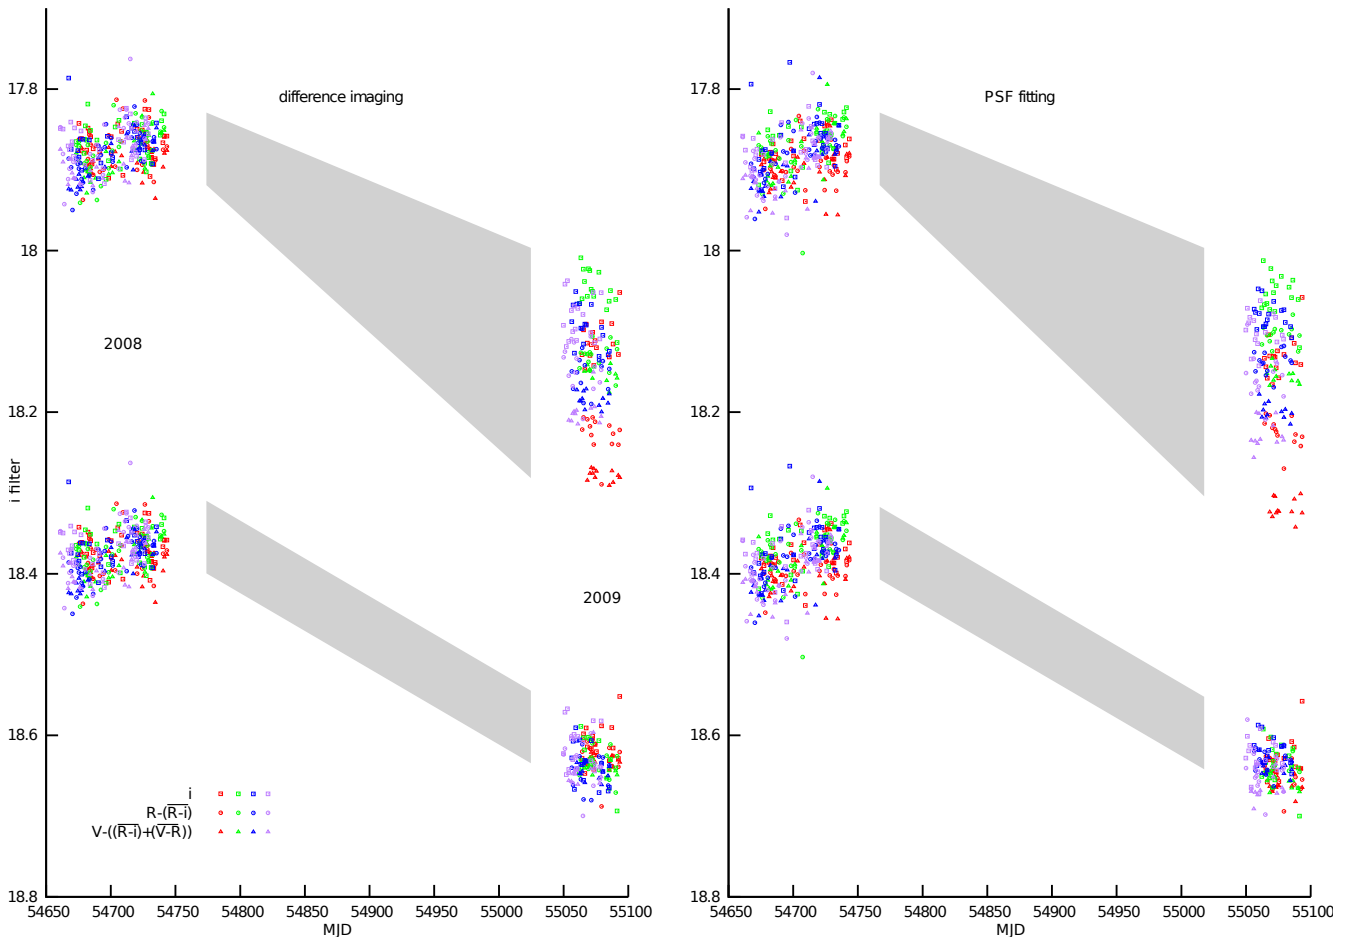 17.8
18
18.2
18.4
18.6
18.8
i filter
difference imaging
2008
2009
i
R-(R-i)
V-((R-i)+(V-R))
54650 54700 54750 54800 54850 54900 54950 55000 55050 55100
MJD
17.8
18
18.2
18.4
18.6
18.8
PSF fitting
54650 54700 54750 54800 54850 54900 54950 55000 55050 55100
MJD